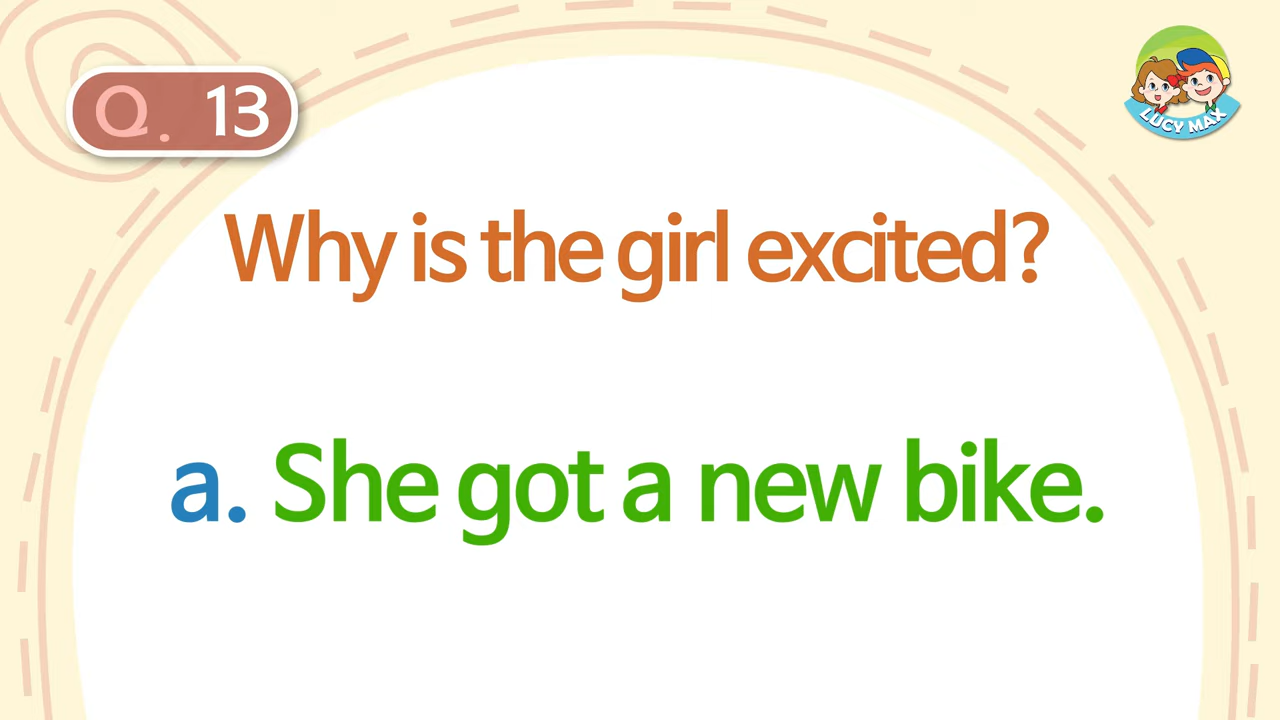 Q. 13
LUCY MAX
Why is the girl excited?
a. She got a new bike.